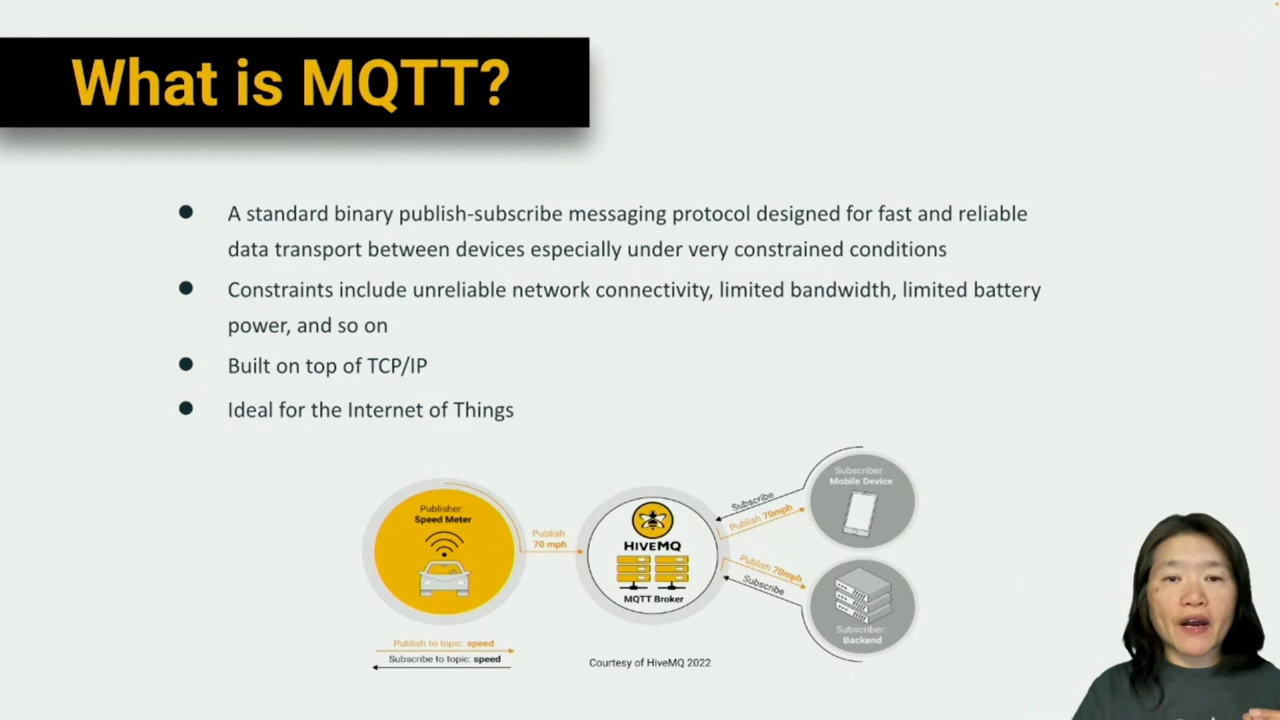 What is MQTT?
● A standard binary publish-subscribe messaging protocol designed for fast and reliable
data transport between devices especially under very constrained conditions
● Constraints include unreliable network connectivity, limited bandwidth, limited battery
power, and so on
● Built on top of TCP/IP
● Ideal for the Internet of Things
Publisher:
Speed Meter
Publish
70 mph
HIVEMQ
MQTT Broker
Subscribe
Publish 70mph
Publish 70mph
Subscribe
Subscriber:
Mobile Device
Subscriber:
Backend
Publish to topic: speed
Subscribe to topic: speed
Courtesy of HiveMQ 2022